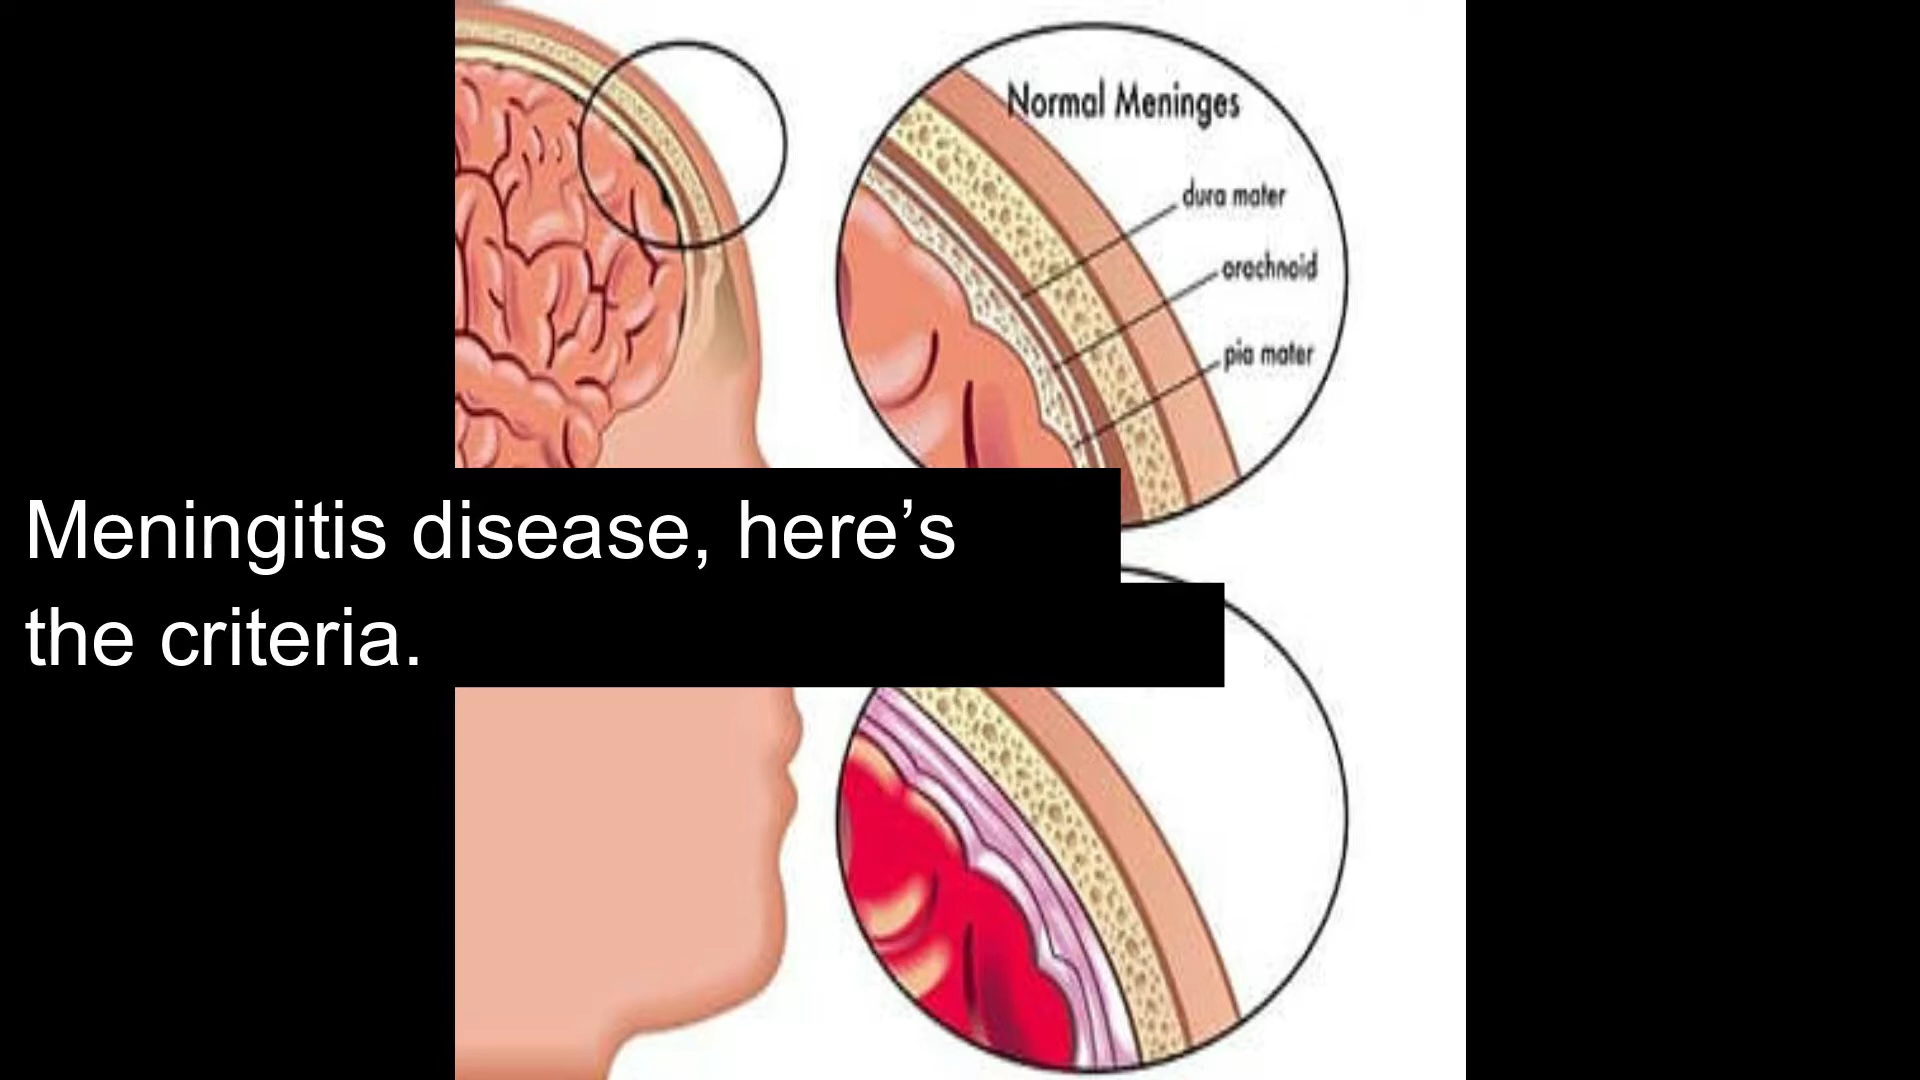 Normal Meninges
dura mater
arachnoid
pia mater
Meningitis disease, here’s
the criteria.